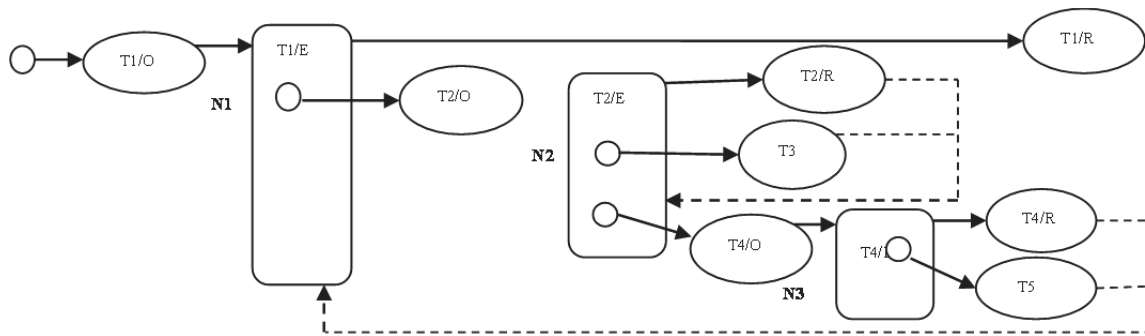 T1/O
T1/E
T1/R
N1
T2/O
T2/E
T2/R
N2
T3
T4/O
T4/R
N3
T5